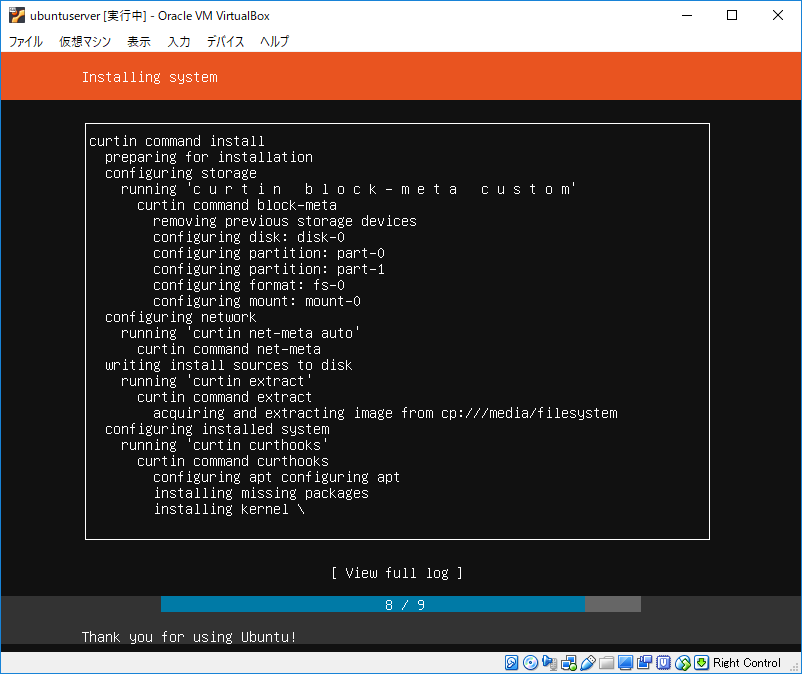 ubuntuserver [実行中] - Oracle VM VirtualBox
ファイル 仮想マシン 表示 入力 デバイス ヘルプ
Installing system
curtin command install
preparing for installation
configuring storage
running 'c u r t i n   b l o c k - m e t a   c u s t o m'
curtin command block-meta
removing previous storage devices
configuring disk: disk-0
configuring partition: part-0
configuring partition: part-1
configuring format: fs-0
configuring mount: mount-0
configuring network
running 'curtin net-meta auto'
curtin command net-meta
writing install sources to disk
running 'curtin extract'
curtin command extract
acquiring and extracting image from cp:///media/filesystem
configuring installed system
running 'curtin curthooks'
curtin command curthooks
configuring apt configuring apt
installing missing packages
installing kernel \
[ View full log ]
8 / 9
Thank you for using Ubuntu!
Right Control